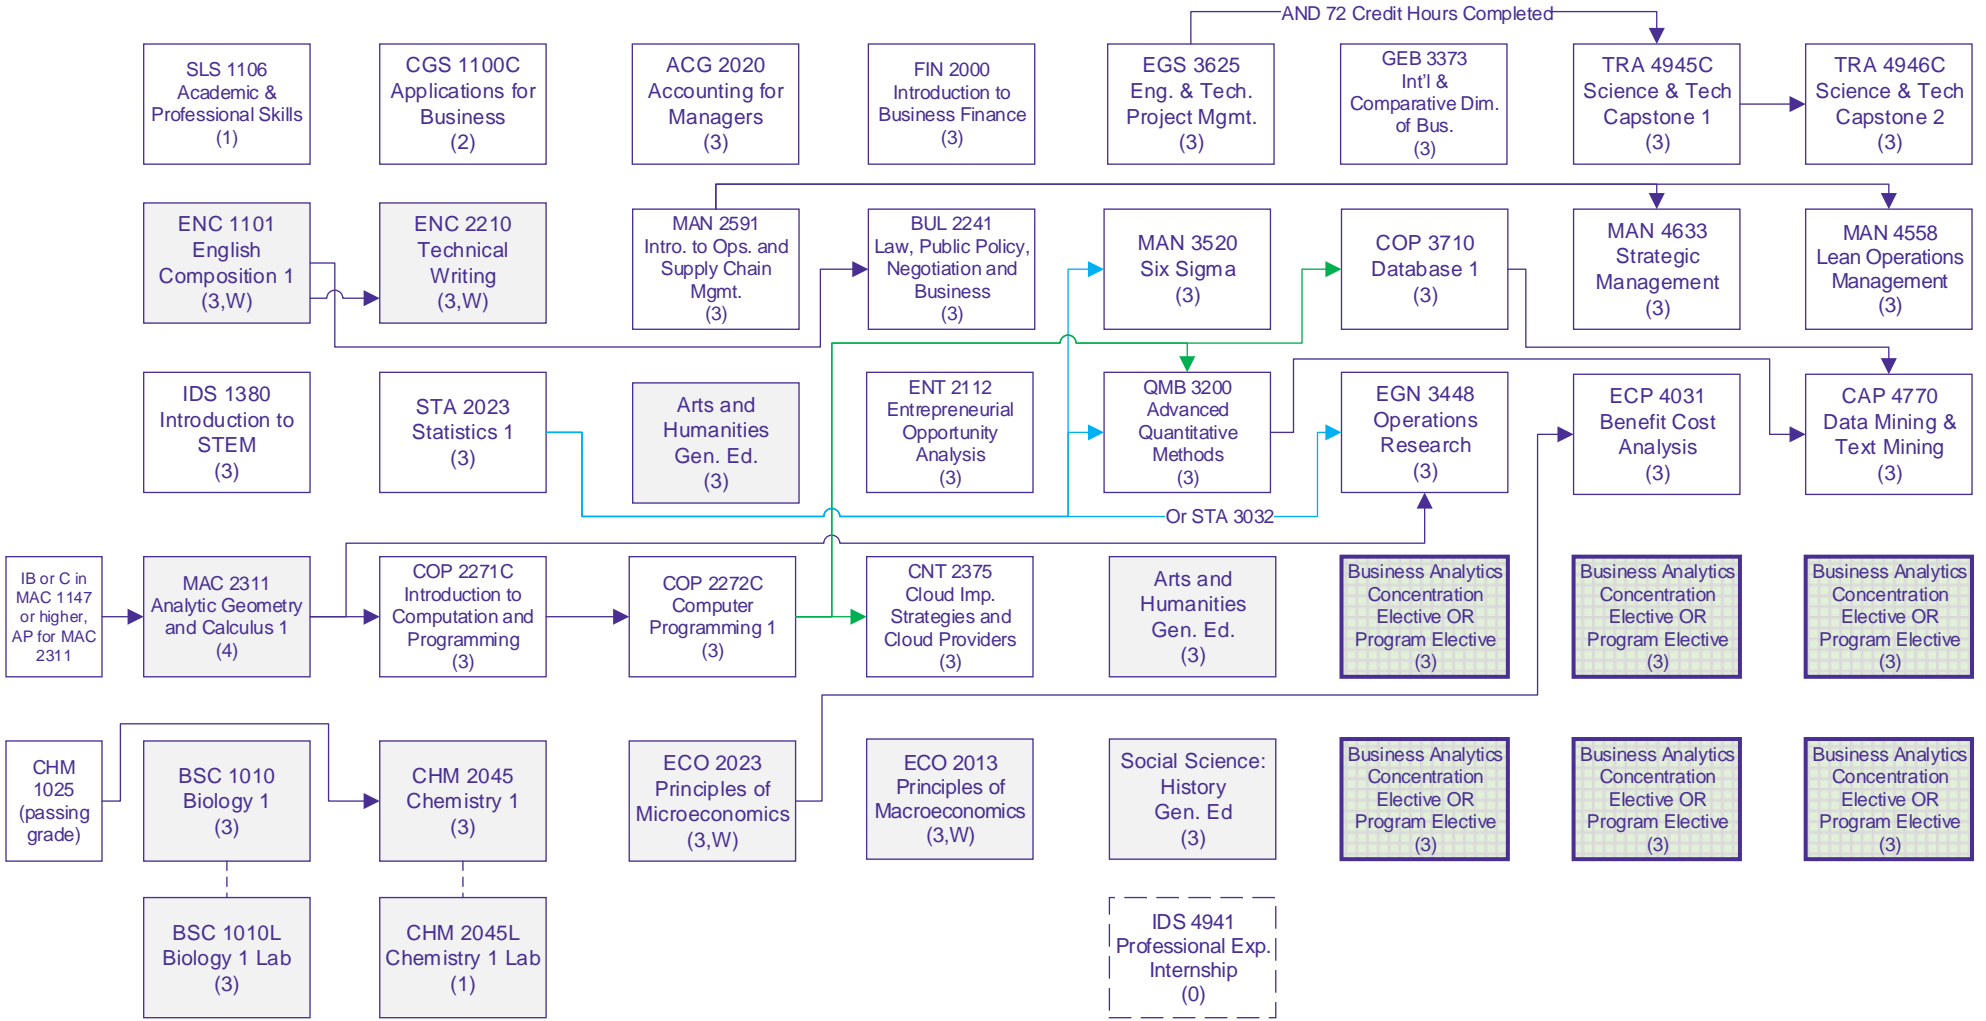 AND 72 Credit Hours Completed
SLS 1106
Academic &
Professional Skills
(1)
CGS 1100C
Applications for
Business
(2)
ACG 2020
Accounting for
Managers
(3)
FIN 2000
Introduction to
Business Finance
(3)
EGS 3625
Eng. & Tech.
Project Mgmt.
(3)
GEB 3373
Int'l &
Comparative Dim.
of Bus.
(3)
TRA 4945C
Science & Tech
Capstone 1
(3)
TRA 4946C
Science & Tech
Capstone 2
(3)
ENC 1101
English
Composition 1
(3,W)
ENC 2210
Technical
Writing
(3,W)
MAN 2591
Intro. to Ops. and
Supply Chain
Mgmt.
(3)
BUL 2241
Law, Public Policy,
Negotiation and
Business
(3)
MAN 3520
Six Sigma
(3)
COP 3710
Database 1
(3)
MAN 4633
Strategic
Management
(3)
MAN 4558
Lean Operations
Management
(3)
IDS 1380
Introduction to
STEM
(3)
STA 2023
Statistics 1
(3)
Arts and
Humanities
Gen. Ed.
(3)
ENT 2112
Entrepreneurial
Opportunity
Analysis
(3)
QMB 3200
Advanced
Quantitative
Methods
(3)
EGN 3448
Operations
Research
(3)
ECP 4031
Benefit Cost
Analysis
(3)
CAP 4770
Data Mining &
Text Mining
(3)
Or STA 3032
IB or C in
MAC 1147
or higher,
AP for MAC
2311
MAC 2311
Analytic Geometry
and Calculus 1
(4)
COP 2271C
Introduction to
Computation and
Programming
(3)
COP 2272C
Computer
Programming 1
(3)
CNT 2375
Cloud Imp.
Strategies and
Cloud Providers
(3)
Arts and
Humanities
Gen. Ed.
(3)
Business Analytics
Concentration
Elective OR
Program Elective
(3)
Business Analytics
Concentration
Elective OR
Program Elective
(3)
Business Analytics
Concentration
Elective OR
Program Elective
(3)
CHM
1025
(passing
grade)
BSC 1010
Biology 1
(3)
CHM 2045
Chemistry 1
(3)
ECO 2023
Principles of
Microeconomics
(3,W)
ECO 2013
Principles of
Macroeconomics
(3,W)
Social Science:
History
Gen. Ed
(3)
Business Analytics
Concentration
Elective OR
Program Elective
(3)
Business Analytics
Concentration
Elective OR
Program Elective
(3)
Business Analytics
Concentration
Elective OR
Program Elective
(3)
BSC 1010L
Biology 1 Lab
(3)
CHM 2045L
Chemistry 1 Lab
(1)
IDS 4941
Professional Exp.
Internship
(0)